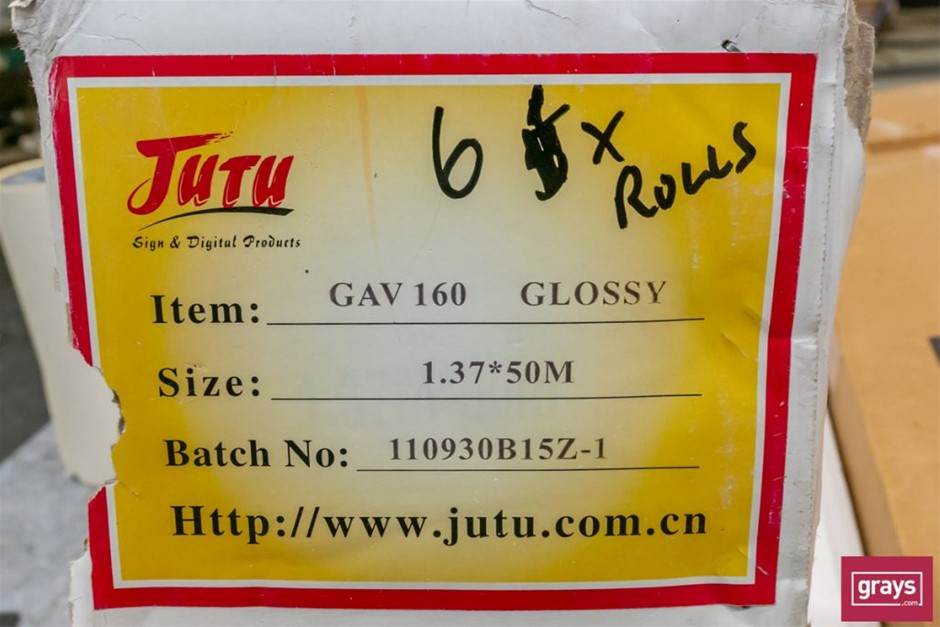 JUTU
Sign & Digital Products
6 x ROLLS
Item: GAV 160 GLOSSY
Size: 1.37*50M
Batch No: 110930B15Z-1
Http://www.jutu.com.cn
grays
.com